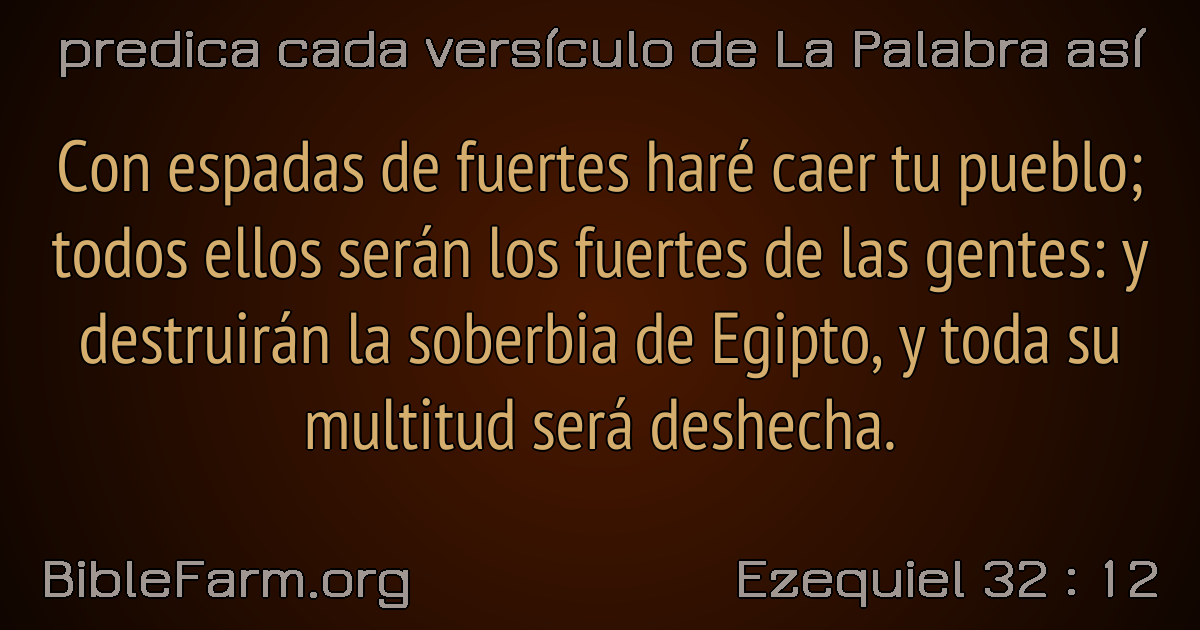 predica cada versículo de La Palabra así
Con espadas de fuertes haré caer tu pueblo;
todos ellos serán los fuertes de las gentes: y
destruirán la soberbia de Egipto, y toda su
multitud será deshecha.
BibleFarm.org
Ezequiel 32 : 12